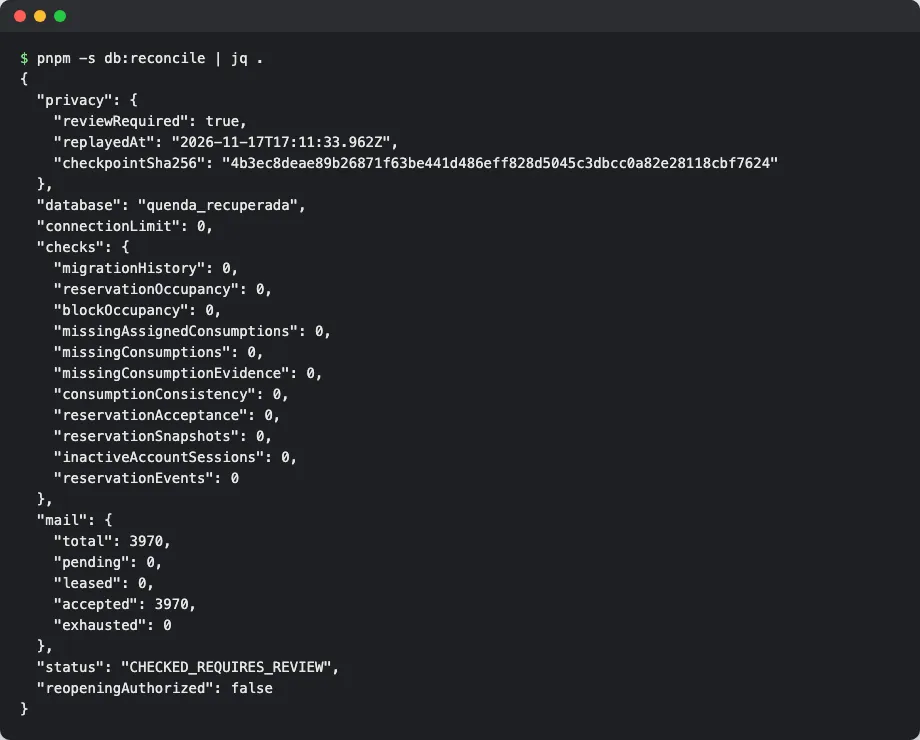 $ pnpm -s db:reconcile | jq .
{
  "privacy": {
    "reviewRequired": true,
    "replayedAt": "2026-11-17T17:11:33.962Z",
    "checkpointSha256": "4b3ec8deae89b26871f63be441d486eff828d5045c3dbcc0a82e28118cbf7624"
  },
  "database": "quenda_recuperada",
  "connectionLimit": 0,
  "checks": {
    "migrationHistory": 0,
    "reservationOccupancy": 0,
    "blockOccupancy": 0,
    "missingAssignedConsumptions": 0,
    "missingConsumptions": 0,
    "missingConsumptionEvidence": 0,
    "consumptionConsistency": 0,
    "reservationAcceptance": 0,
    "reservationSnapshots": 0,
    "inactiveAccountSessions": 0,
    "reservationEvents": 0
  },
  "mail": {
    "total": 3970,
    "pending": 0,
    "leased": 0,
    "accepted": 3970,
    "exhausted": 0
  },
  "status": "CHECKED_REQUIRES_REVIEW",
  "reopeningAuthorized": false
}